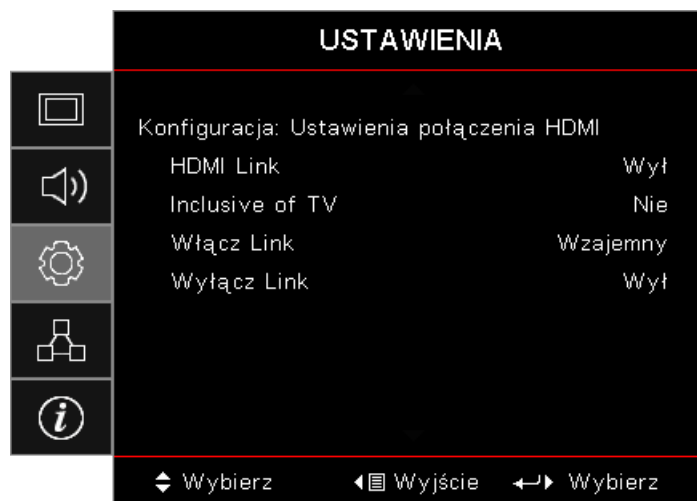 USTAWIENIA
Konfiguracja: Ustawienia połączenia HDMI
HDMI Link Wył
Inclusive of TV Nie
Włącz Link Wzajemny
Wyłącz Link Wył
Wybierz Wyjście Wybierz